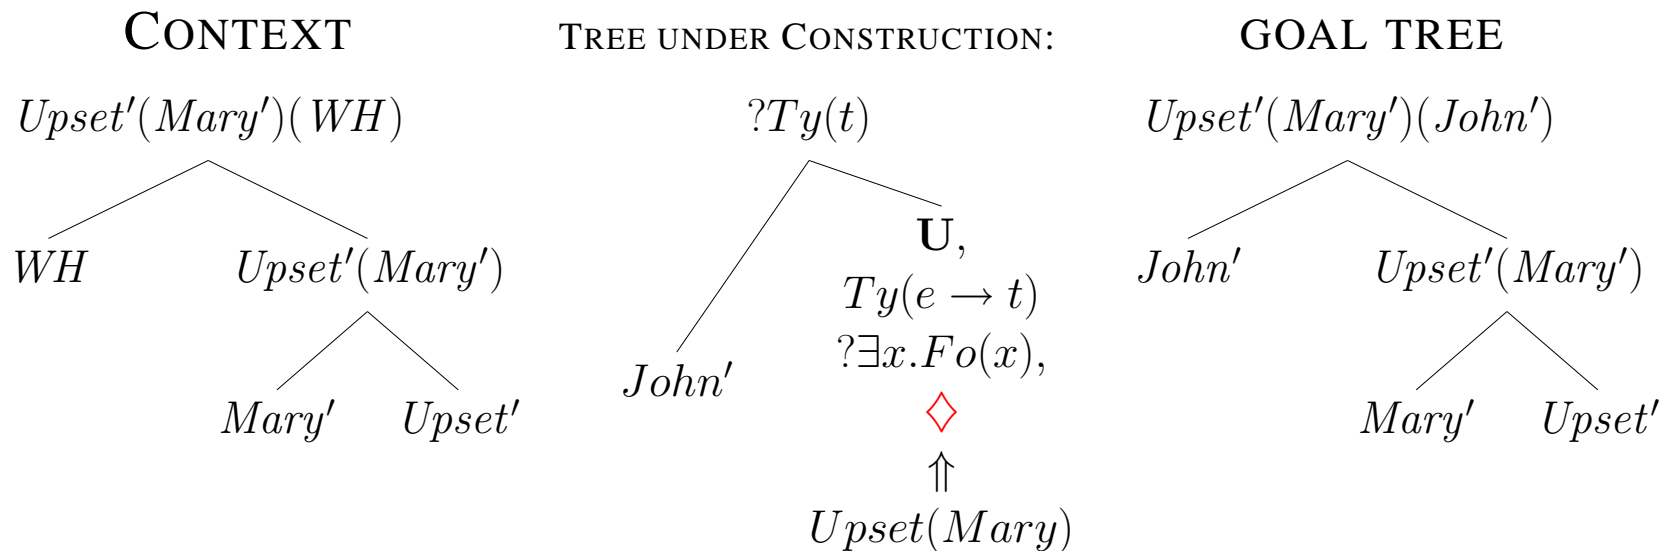 CONTEXT
Upset′(Mary′)(WH)
WH Upset′(Mary′)
Mary′ Upset′
TREE UNDER CONSTRUCTION:
?Ty(t)
John′
U,
Ty(e → t)
?∃x.Fo(x),
♢
⇑
Upset(Mary)
GOAL TREE
Upset′(Mary′)(John′)
John′ Upset′(Mary′)
Mary′ Upset′